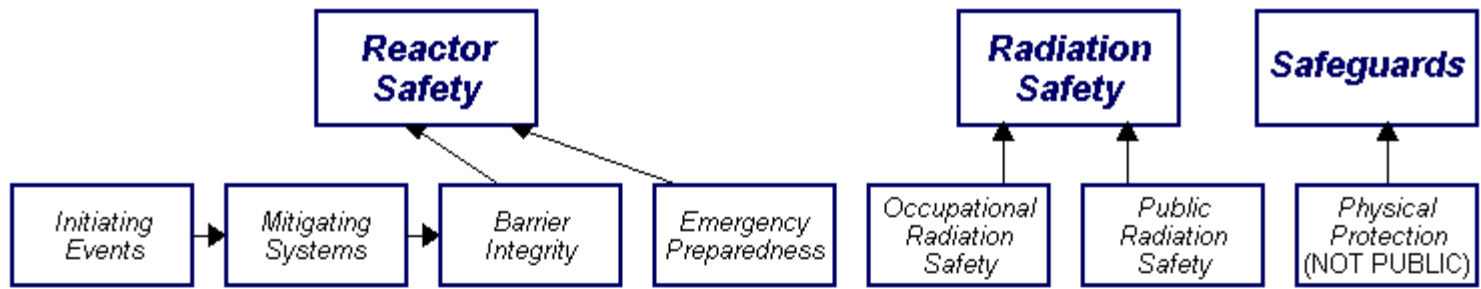 Reactor
Safety
Radiation
Safety
Safeguards
Initiating
Events
Mitigating
Systems
Barrier
Integrity
Emergency
Preparedness
Occupational
Radiation
Safety
Public
Radiation
Safety
Physical
Protection
(NOT PUBLIC)